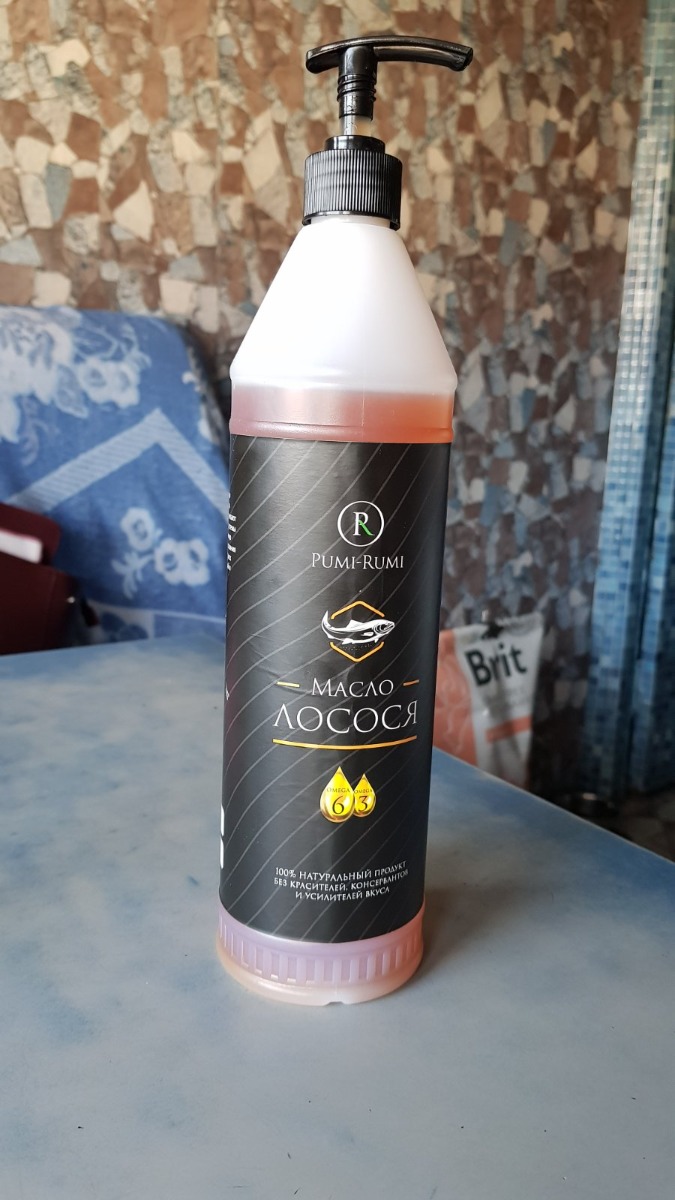 R
PUMI-RUMI
МАСЛО
ЛОСОСЯ
OMEGA OMEGA
6 3
100% НАТУРАЛЬНЫЙ ПРОДУКТ
БЕЗ КРАСИТЕЛЕЙ, КОНСЕРВАНТОВ
И УСИЛИТЕЛЕЙ ВКУСА
Brit